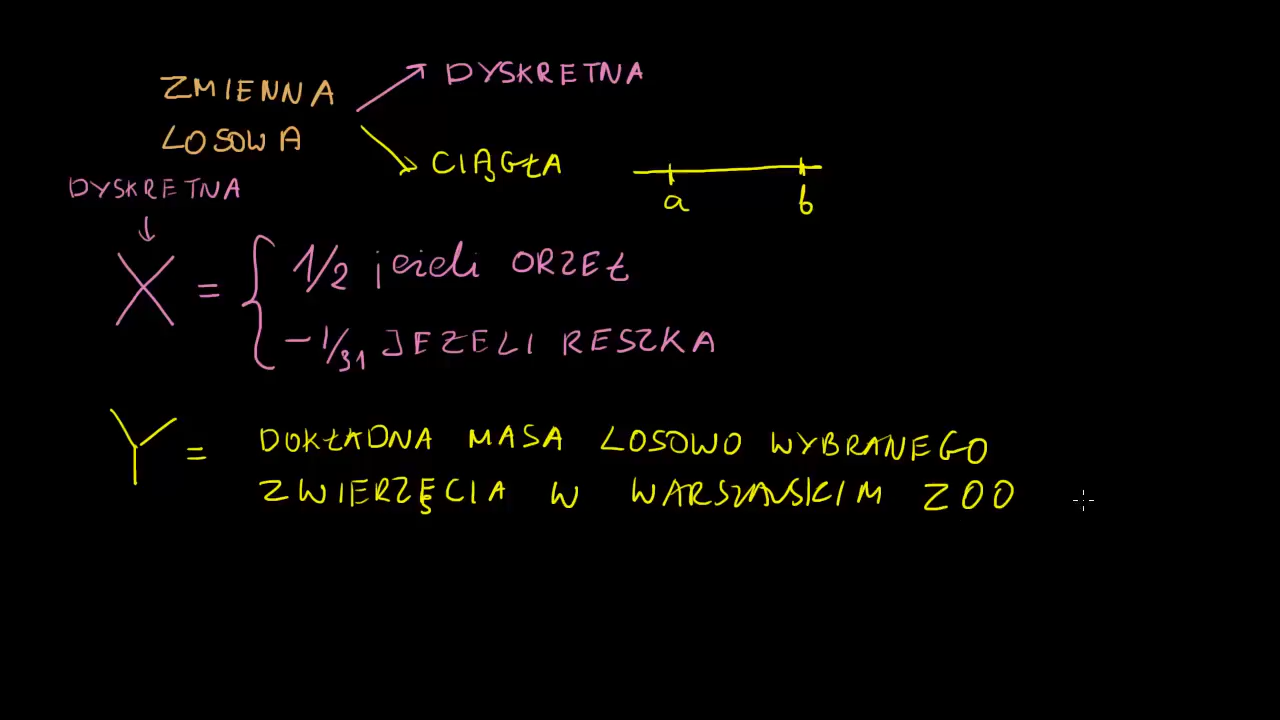 ZMIENNA
LOSOWA
DYSKRETNA
CIĄGŁA
a b
DYSKRETNA
X = { 1/2 jeżeli ORZEŁ
-1/31 JEŻELI RESZKA
Y = DOKŁADNA MASA LOSOWO WYBRANEGO
ZWIERZĘCIA W WARSZAWSKIM ZOO